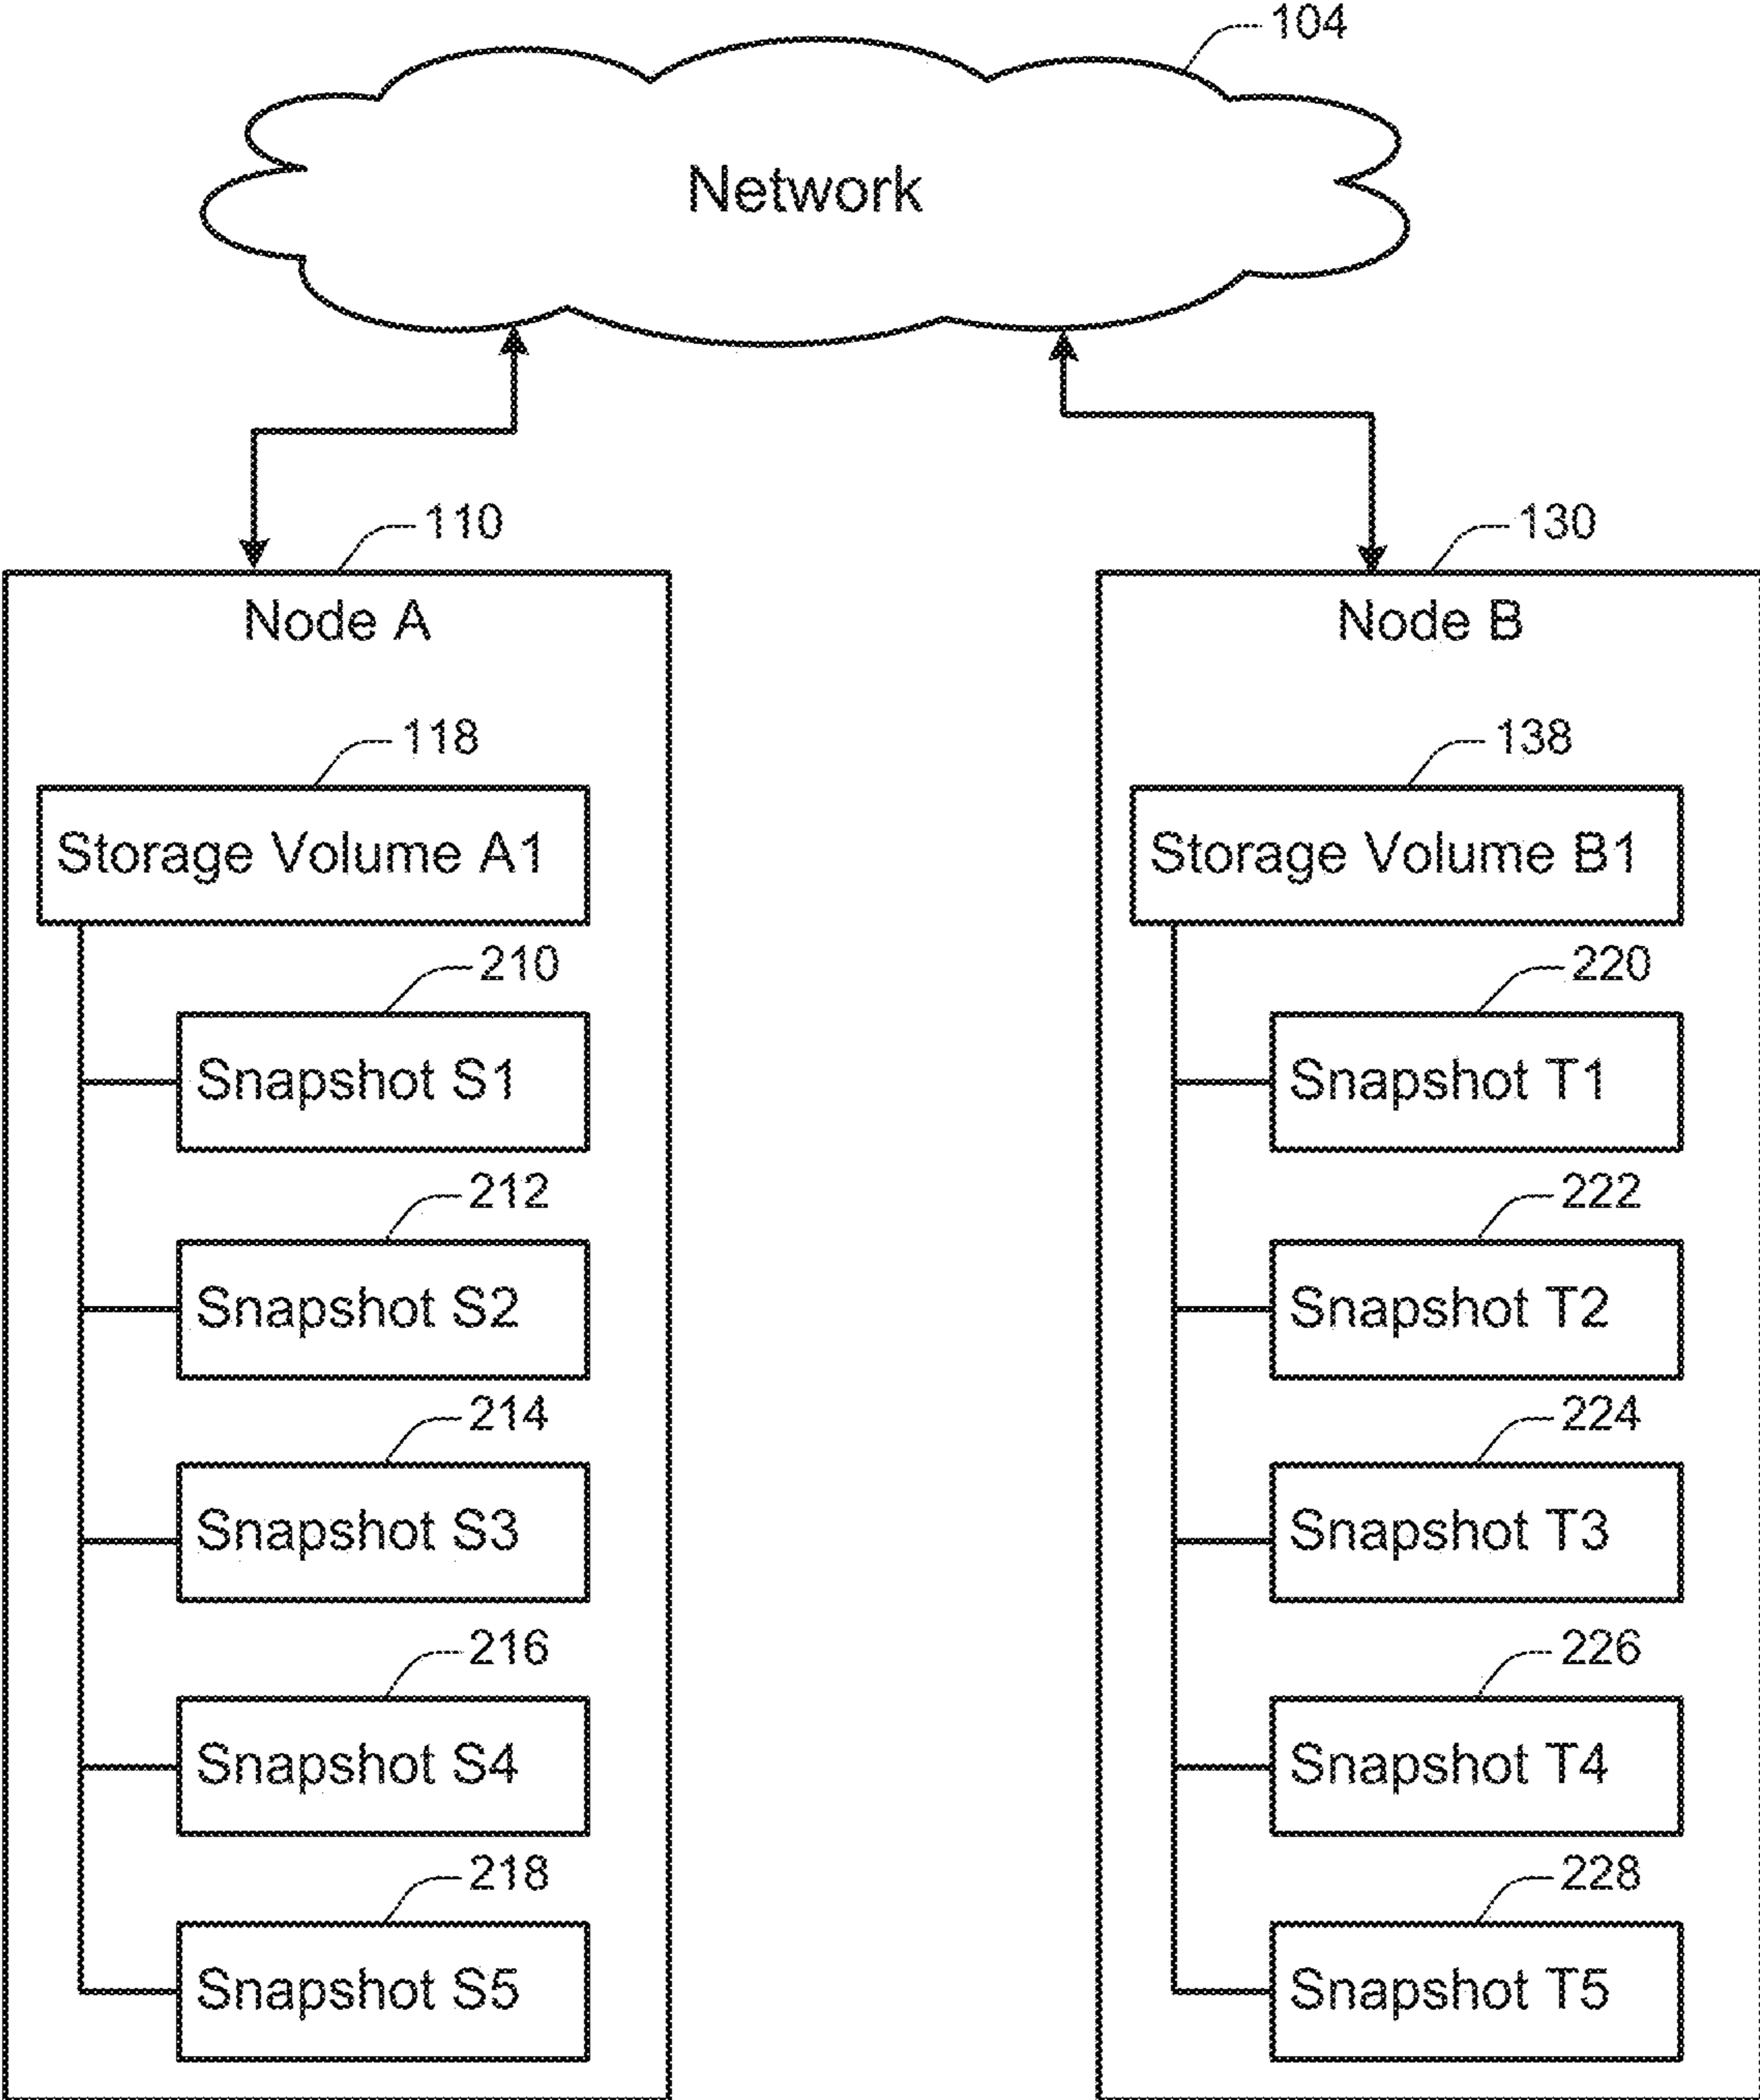 104
Network
110
Node A
118
Storage Volume A1
210
Snapshot S1
212
Snapshot S2
214
Snapshot S3
216
Snapshot S4
218
Snapshot S5
130
Node B
138
Storage Volume B1
220
Snapshot T1
222
Snapshot T2
224
Snapshot T3
226
Snapshot T4
228
Snapshot T5